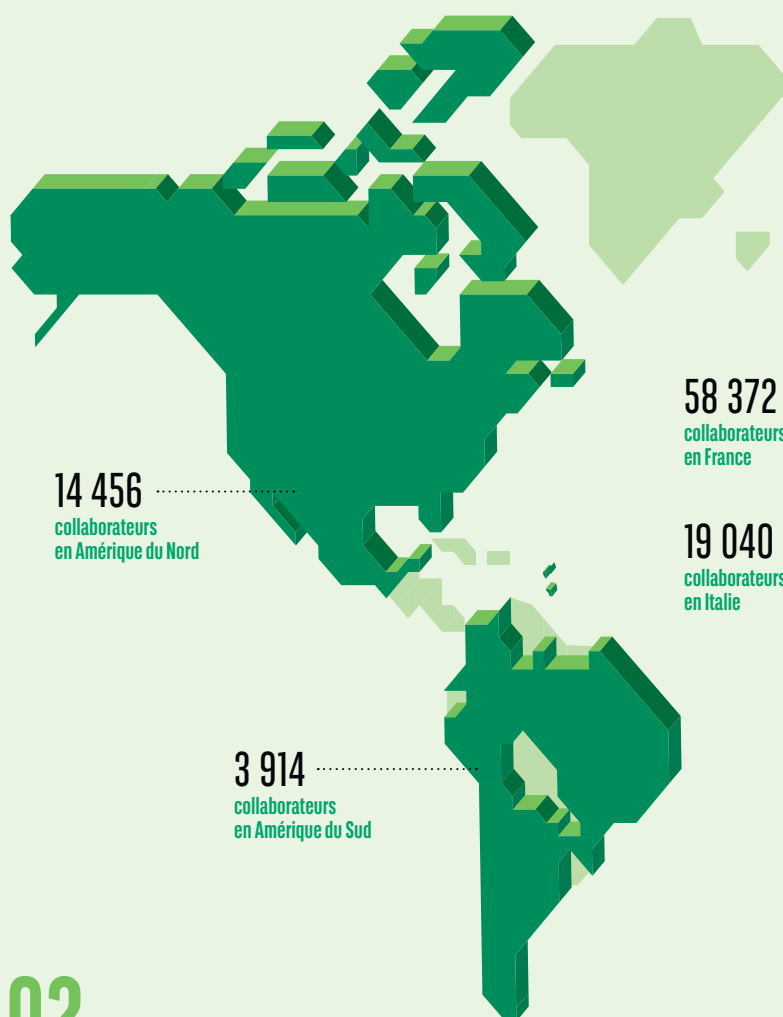 58 372
collaborateurs
en France
14 456
collaborateurs
en Amérique du Nord
19 040
collaborateurs
en Italie
3 914
collaborateurs
en Amérique du Sud
02